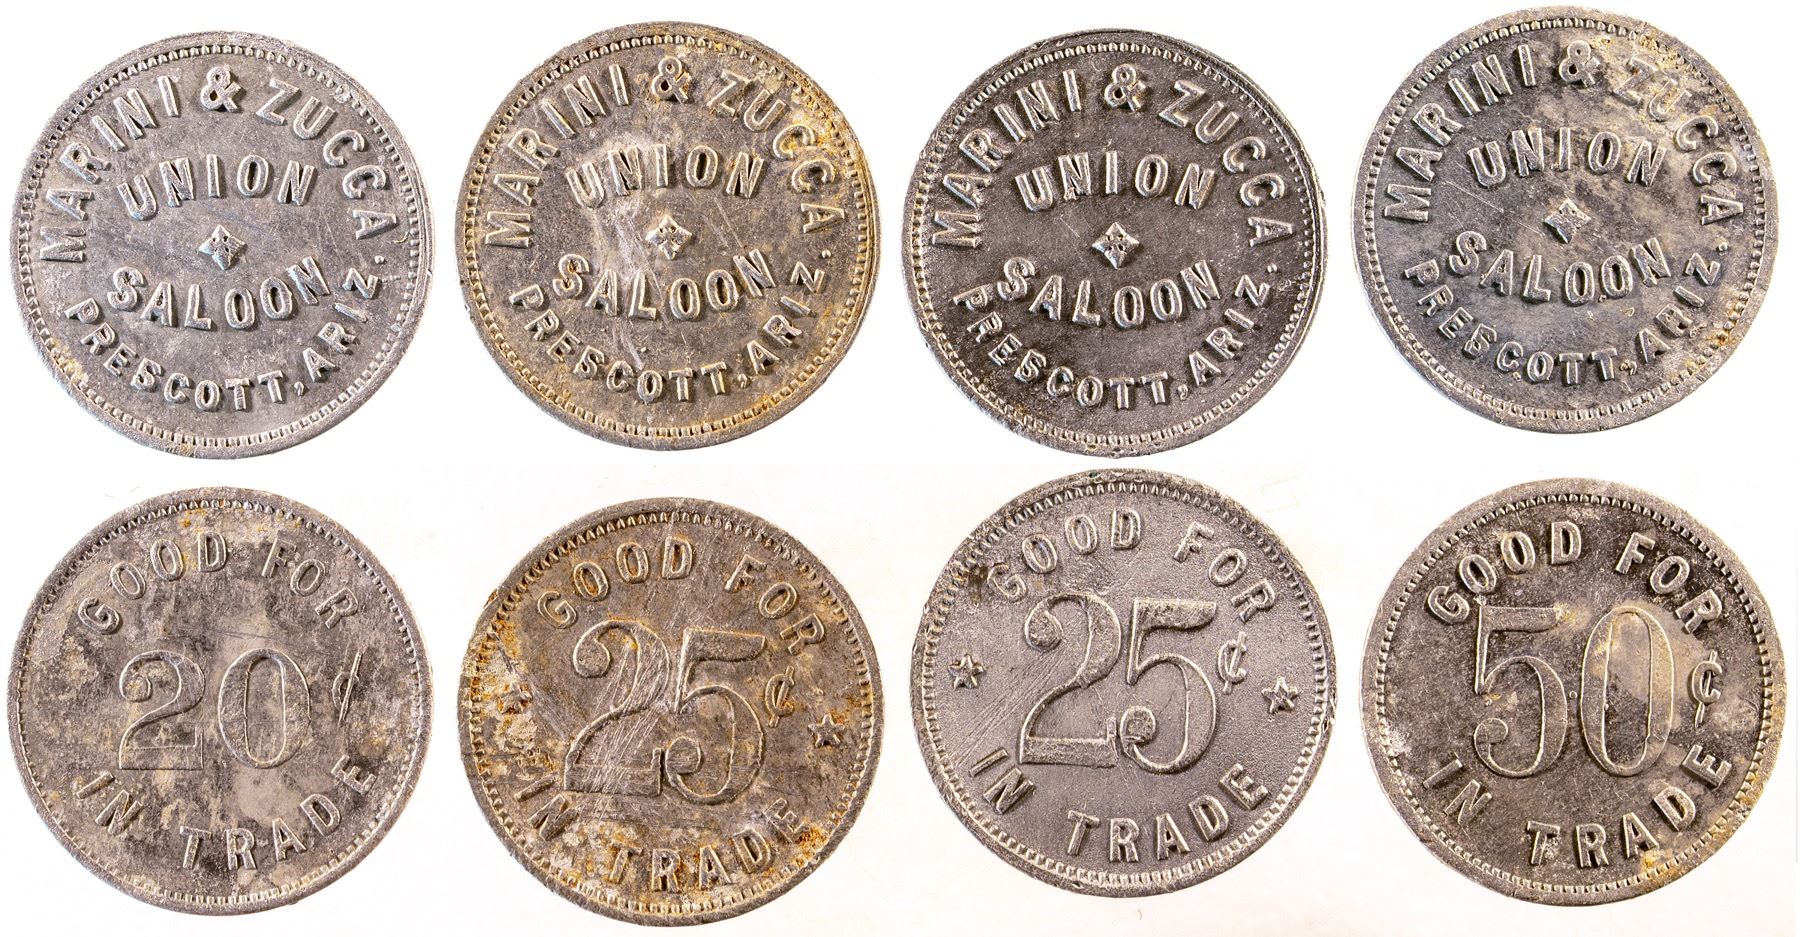 MARINI & ZUCCA.
UNION
SALOON
PRESCOTT, ARIZ.
MARINI & ZUCCA.
UNION
SALOON
PRESCOTT, ARIZ.
MARINI & ZUCCA.
UNION
SALOON
PRESCOTT, ARIZ.
MARINI & ZUCCA.
UNION
SALOON
PRESCOTT, ARIZ.
GOOD FOR
20¢
IN TRADE
GOOD FOR
25¢
IN TRADE
GOOD FOR
25¢
IN TRADE
GOOD FOR
50¢
IN TRADE